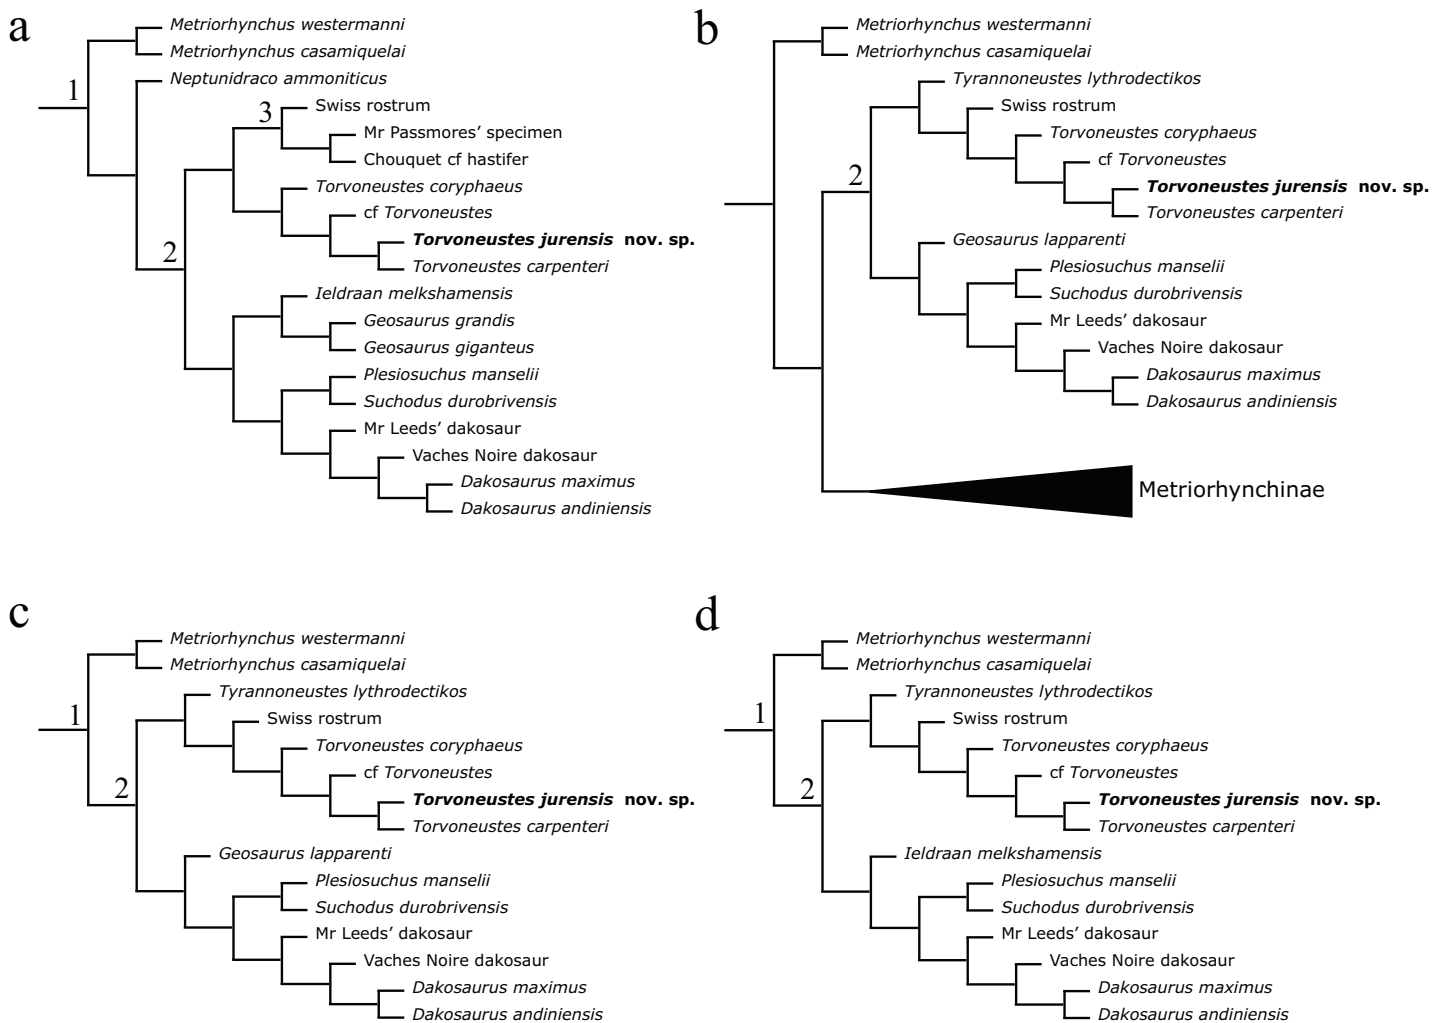 a
Metriorhynchus westermanni
Metriorhynchus casamiquelai
1
Neptunidraco ammoniticus
3
Swiss rostrum
Mr Passmores’ specimen
Chouquet cf hastifer
Torvoneustes coryphaeus
cf Torvoneustes
2
Torvoneustes jurensis nov. sp.
Torvoneustes carpenteri
Ieldraan melkshamensis
Geosaurus grandis
Geosaurus giganteus
Plesiosuchus manselii
Suchodus durobrivensis
Mr Leeds’ dakosaur
Vaches Noire dakosaur
Dakosaurus maximus
Dakosaurus andiniensis
b
Metriorhynchus westermanni
Metriorhynchus casamiquelai
Tyrannoneustes lythrodectikos
Swiss rostrum
Torvoneustes coryphaeus
cf Torvoneustes
2
Torvoneustes jurensis nov. sp.
Torvoneustes carpenteri
Geosaurus lapparenti
Plesiosuchus manselii
Suchodus durobrivensis
Mr Leeds’ dakosaur
Vaches Noire dakosaur
Dakosaurus maximus
Dakosaurus andiniensis
Metriorhynchinae
c
Metriorhynchus westermanni
Metriorhynchus casamiquelai
Tyrannoneustes lythrodectikos
1
Swiss rostrum
Torvoneustes coryphaeus
cf Torvoneustes
2
Torvoneustes jurensis nov. sp.
Torvoneustes carpenteri
Geosaurus lapparenti
Plesiosuchus manselii
Suchodus durobrivensis
Mr Leeds’ dakosaur
Vaches Noire dakosaur
Dakosaurus maximus
Dakosaurus andiniensis
d
Metriorhynchus westermanni
Metriorhynchus casamiquelai
Tyrannoneustes lythrodectikos
1
Swiss rostrum
Torvoneustes coryphaeus
cf Torvoneustes
2
Torvoneustes jurensis nov. sp.
Torvoneustes carpenteri
Ieldraan melkshamensis
Plesiosuchus manselii
Suchodus durobrivensis
Mr Leeds’ dakosaur
Vaches Noire dakosaur
Dakosaurus maximus
Dakosaurus andiniensis